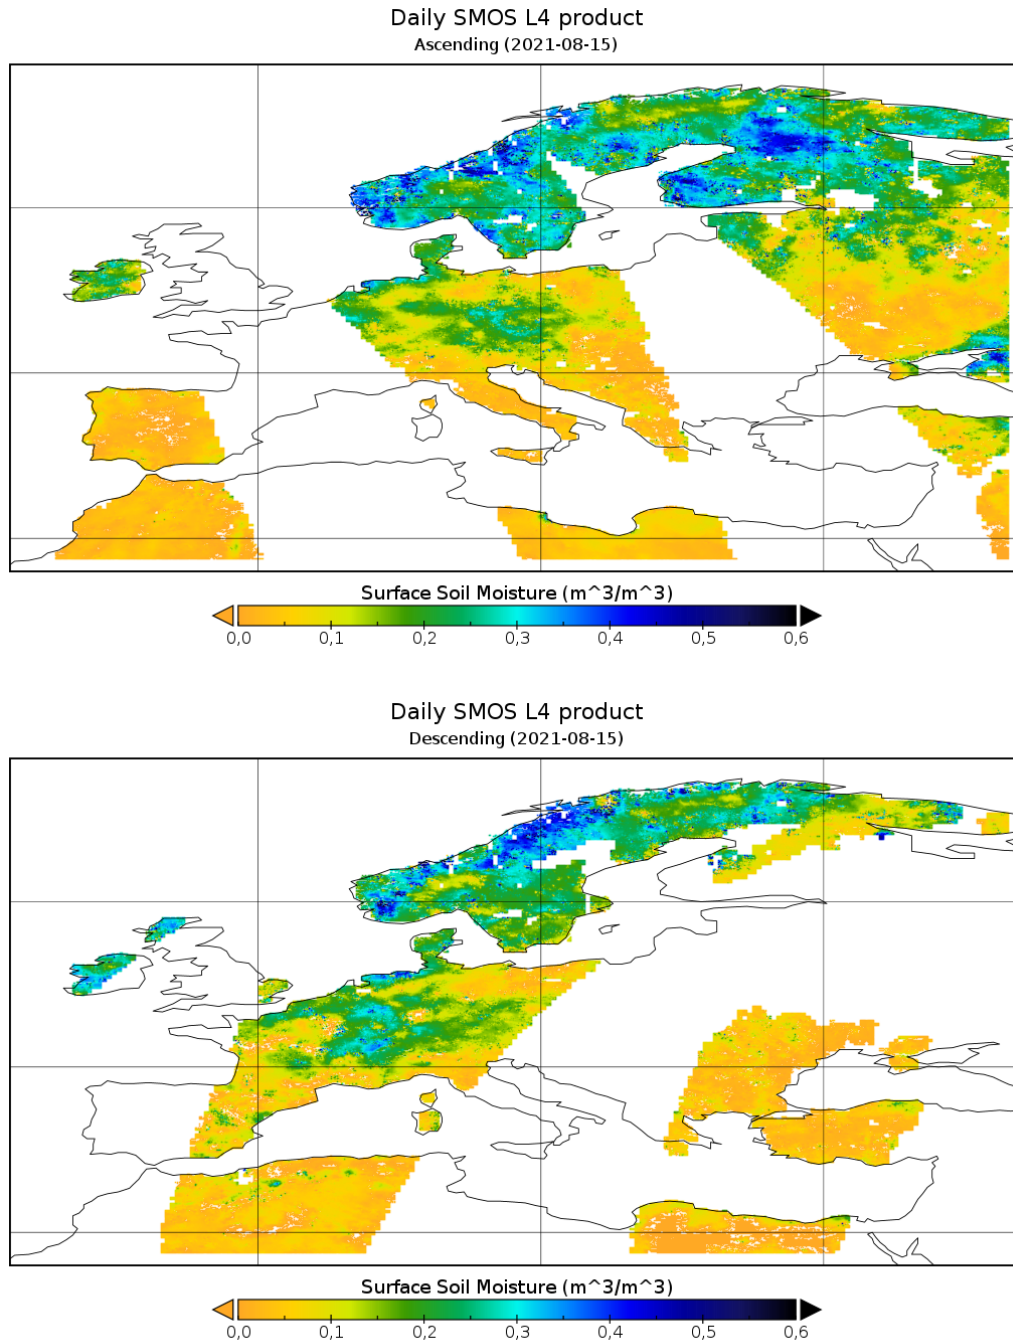 Daily SMOS L4 product
Ascending (2021-08-15)
Surface Soil Moisture (m^3/m^3)
0,0 0,1 0,2 0,3 0,4 0,5 0,6
Daily SMOS L4 product
Descending (2021-08-15)
Surface Soil Moisture (m^3/m^3)
0,0 0,1 0,2 0,3 0,4 0,5 0,6